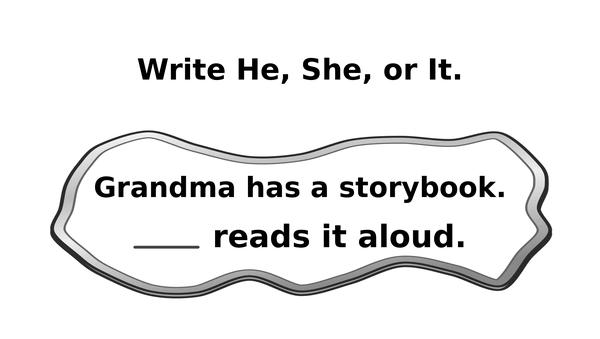 Write He, She, or It.
Grandma has a storybook.
____ reads it aloud.